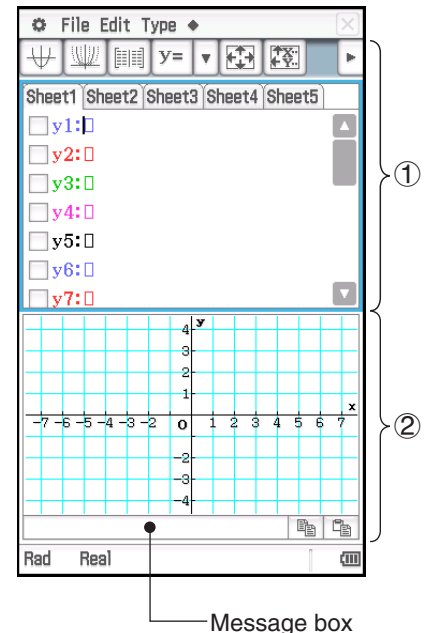 File Edit Type
Y=
Sheet1 Sheet2 Sheet3 Sheet4 Sheet5
y1:
y2:
y3:
y4:
y5:
y6:
y7:
①
y
4
3
2
1
x
-7 -6 -5 -4 -3 -2 0 1 2 3 4 5 6 7
-2
-3
-4
②
Rad Real
Message box